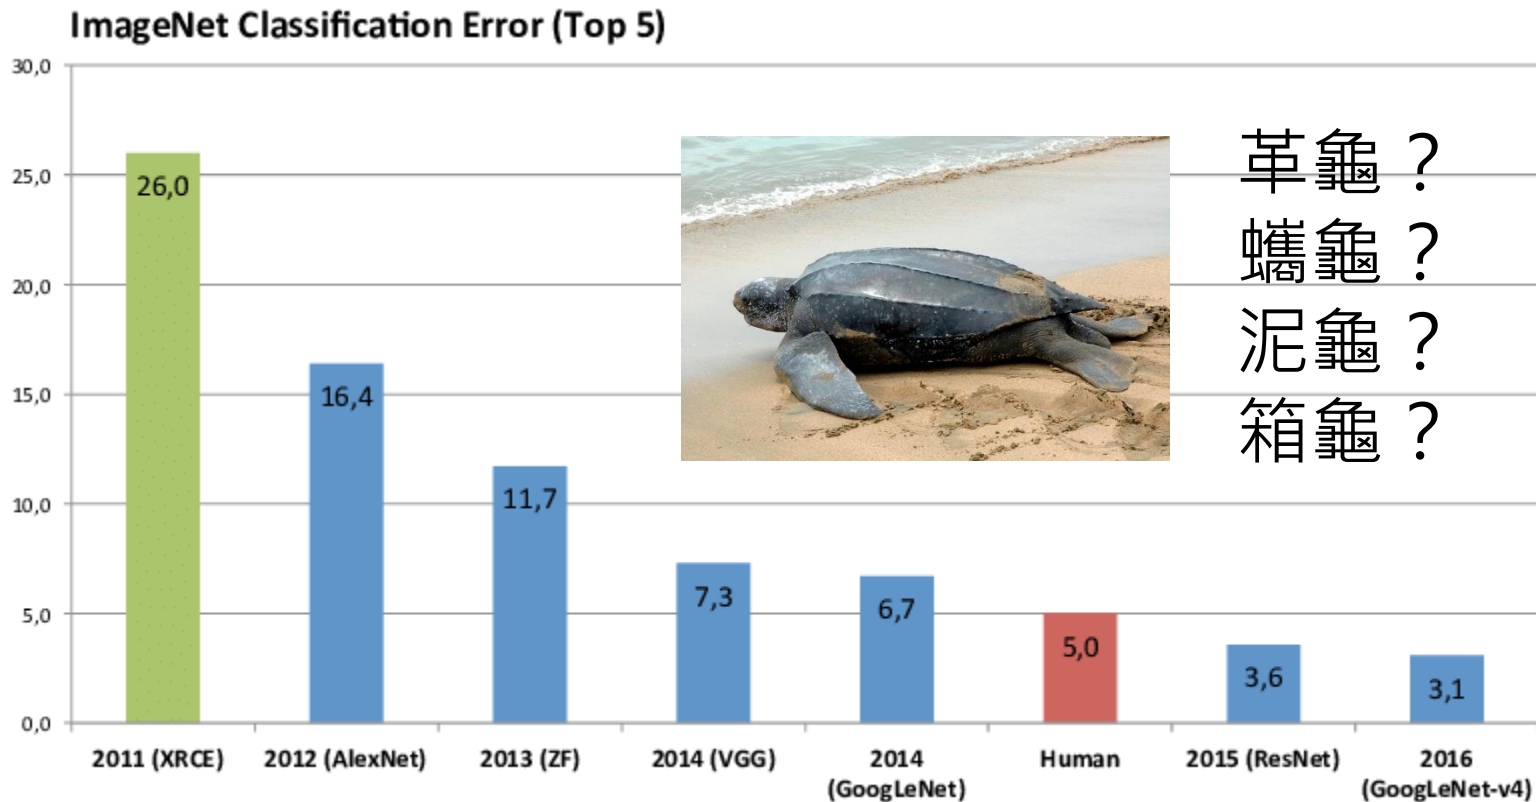 ImageNet Classification Error (Top 5)
30,0
25,0
20,0
15,0
10,0
5,0
0,0
26,0
16,4
11,7
7,3
6,7
5,0
3,6
3,1
革龜？
蠵龜？
泥龜？
箱龜？
2011 (XRCE)
2012 (AlexNet)
2013 (ZF)
2014 (VGG)
2014
(GoogLeNet)
Human
2015 (ResNet)
2016
(GoogLeNet-v4)